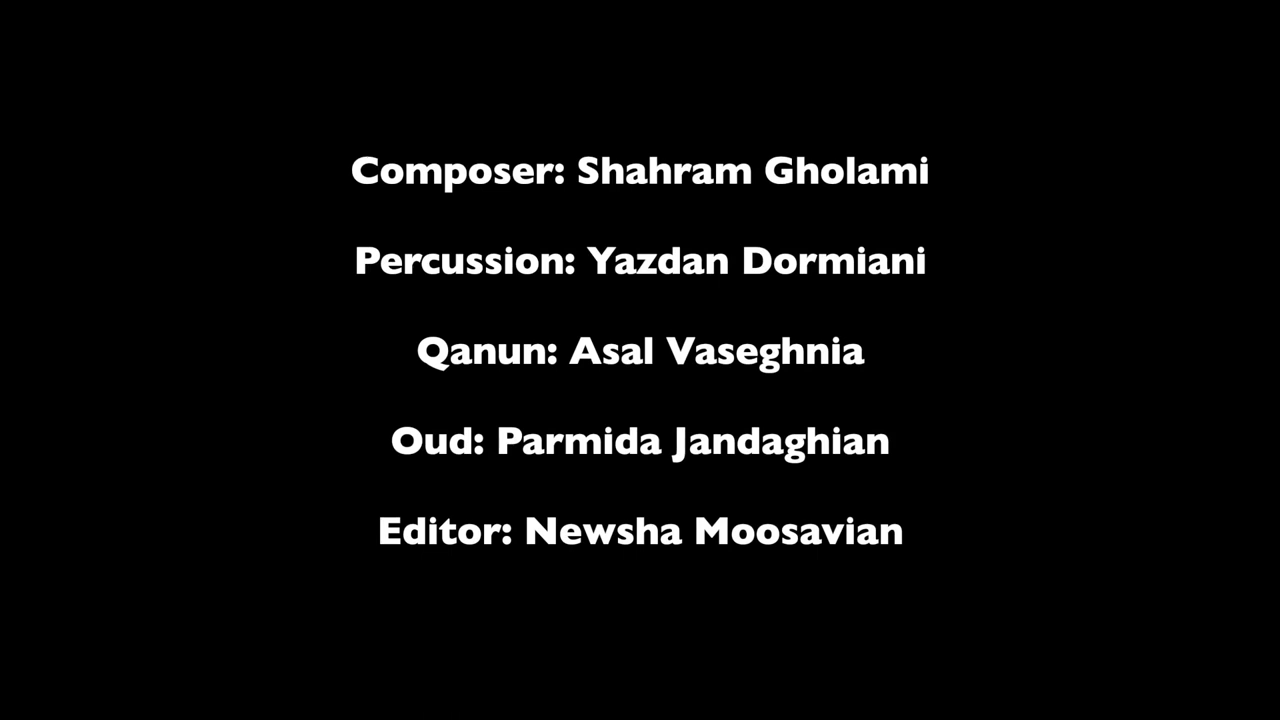 Composer: Shahram Gholami
Percussion: Yazdan Dormiani
Qanun: Asal Vaseghnia
Oud: Parmida Jandaghian
Editor: Newsha Moosavian